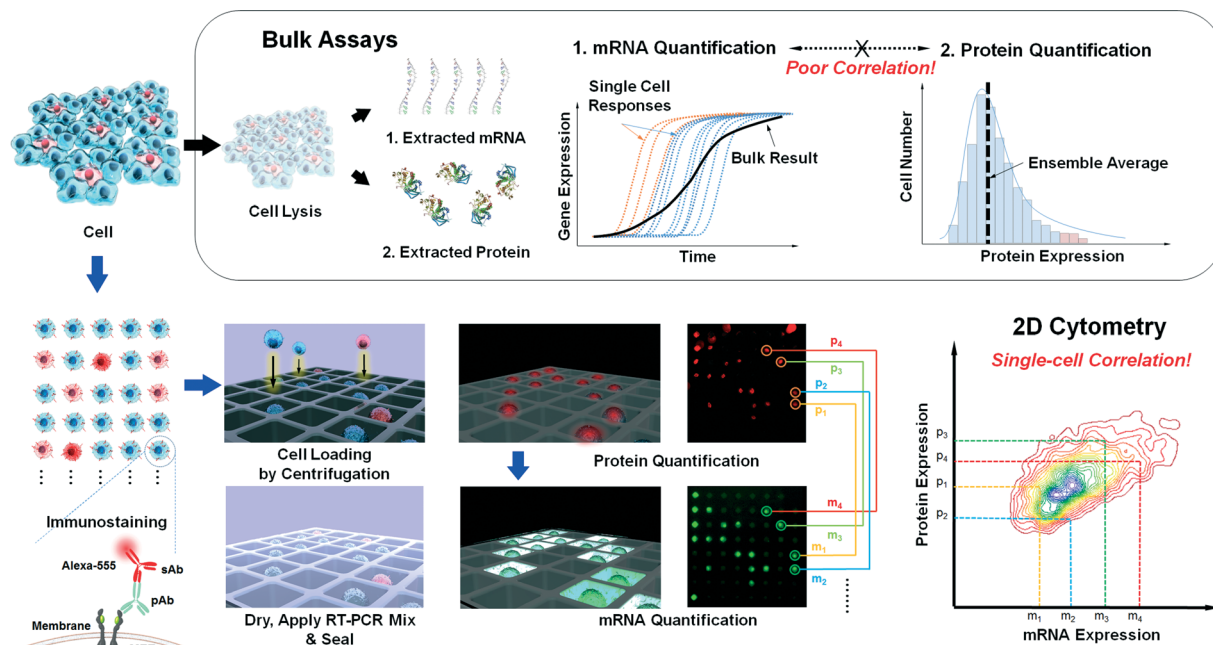 Bulk Assays
1. Extracted mRNA
2. Extracted Protein
Cell Lysis
Cell
1. mRNA Quantification
2. Protein Quantification
Poor Correlation!
Single Cell
Responses
Bulk Result
Gene Expression
Time
Cell Number
Ensemble Average
Protein Expression
Immunostaining
Alexa-555
sAb
pAb
Membrane
Cell Loading
by Centrifugation
Dry, Apply RT-PCR Mix
& Seal
Protein Quantification
mRNA Quantification
p4
p3
p2
p1
m4
m3
m1
m2
2D Cytometry
Single-cell Correlation!
Protein Expression
p3
p4
p1
p2
m1
m2
m3
m4
mRNA Expression